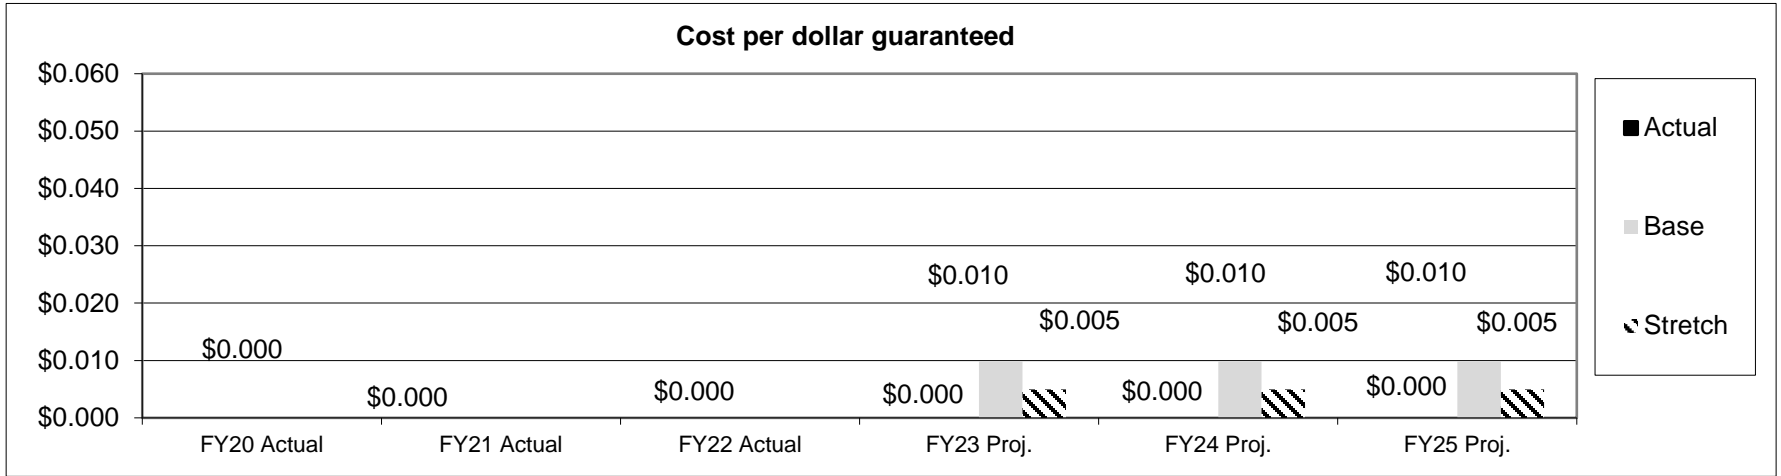 Cost per dollar guaranteed
$0.060
$0.050
$0.040
$0.030
$0.020
$0.010
$0.000
$0.000
$0.000
$0.000
$0.000
$0.010
$0.005
$0.000
$0.010
$0.005
$0.000
$0.010
$0.005
FY20 Actual
FY21 Actual
FY22 Actual
FY23 Proj.
FY24 Proj.
FY25 Proj.
Actual
Base
Stretch